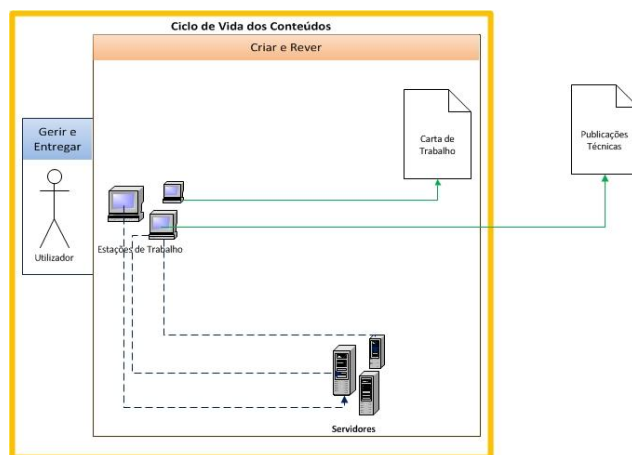 Ciclo de Vida dos Conteúdos
Criar e Rever
Gerir e
Entregar
Utilizador
Estações de Trabalho
Carta de
Trabalho
Publicações
Técnicas
Servidores